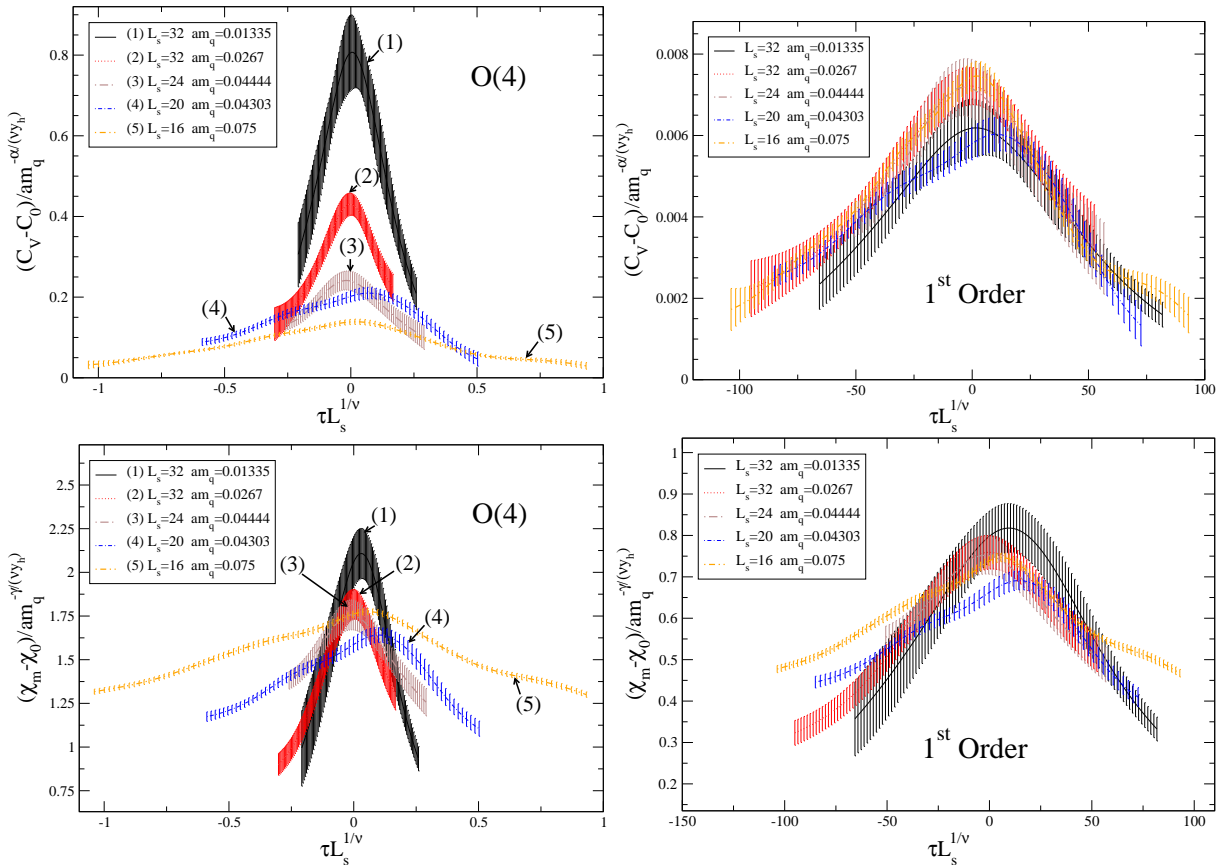 (1) L_s=32 am_q=0.01335
(2) L_s=32 am_q=0.0267
(3) L_s=24 am_q=0.04444
(4) L_s=20 am_q=0.04303
(5) L_s=16 am_q=0.075
O(4)
(1)
(2)
(3)
(4)
(5)
0.8
0.6
0.4
0.2
0
-1 -0.5 0 0.5 1
(C_V-C_0)/am_q^{-α/(νy_h)}
τL_s^{1/ν}
L_s=32 am_q=0.01335
L_s=32 am_q=0.0267
L_s=24 am_q=0.04444
L_s=20 am_q=0.04303
L_s=16 am_q=0.075
1^{st} Order
0.008
0.006
0.004
0.002
0
-100 -50 0 50 100
(C_V-C_0)/am_q^{-α/(νy_h)}
τL_s^{1/ν}
(1) L_s=32 am_q=0.01335
(2) L_s=32 am_q=0.0267
(3) L_s=24 am_q=0.04444
(4) L_s=20 am_q=0.04303
(5) L_s=16 am_q=0.075
O(4)
(1)
(3)
(2)
(4)
(5)
2.5
2.25
2
1.75
1.5
1.25
1
0.75
-1 -0.5 0 0.5 1
(χ_m-χ_0)/am_q^{-γ/(νy_h)}
τL_s^{1/ν}
L_s=32 am_q=0.01335
L_s=32 am_q=0.0267
L_s=24 am_q=0.04444
L_s=20 am_q=0.04303
L_s=16 am_q=0.075
1^{st} Order
1
0.9
0.8
0.7
0.6
0.5
0.4
0.3
0.2
-150 -100 -50 0 50 100
(χ_m-χ_0)/am_q^{-γ/(νy_h)}
τL_s^{1/ν}